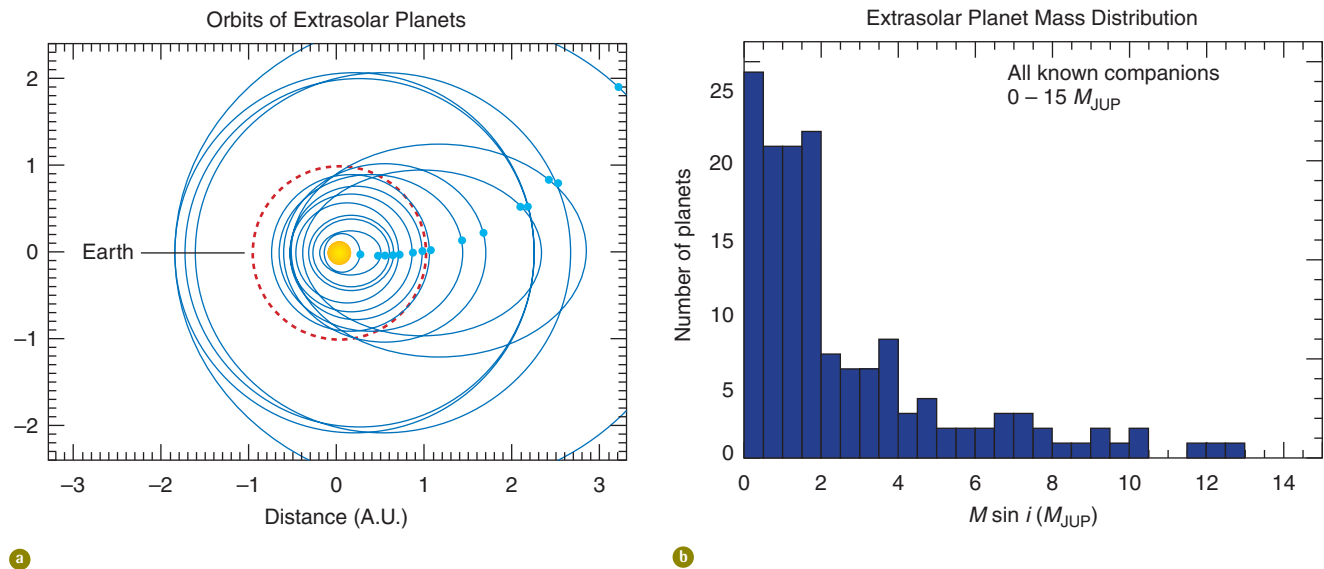 Orbits of Extrasolar Planets
2
1
0
−1
−2
Earth
−3
−2
−1
0
1
2
3
Distance (A.U.)
a
Extrasolar Planet Mass Distribution
All known companions
0 – 15 MJUP
25
20
15
10
5
0
Number of planets
0
2
4
6
8
10
12
14
M sin i (MJUP)
b